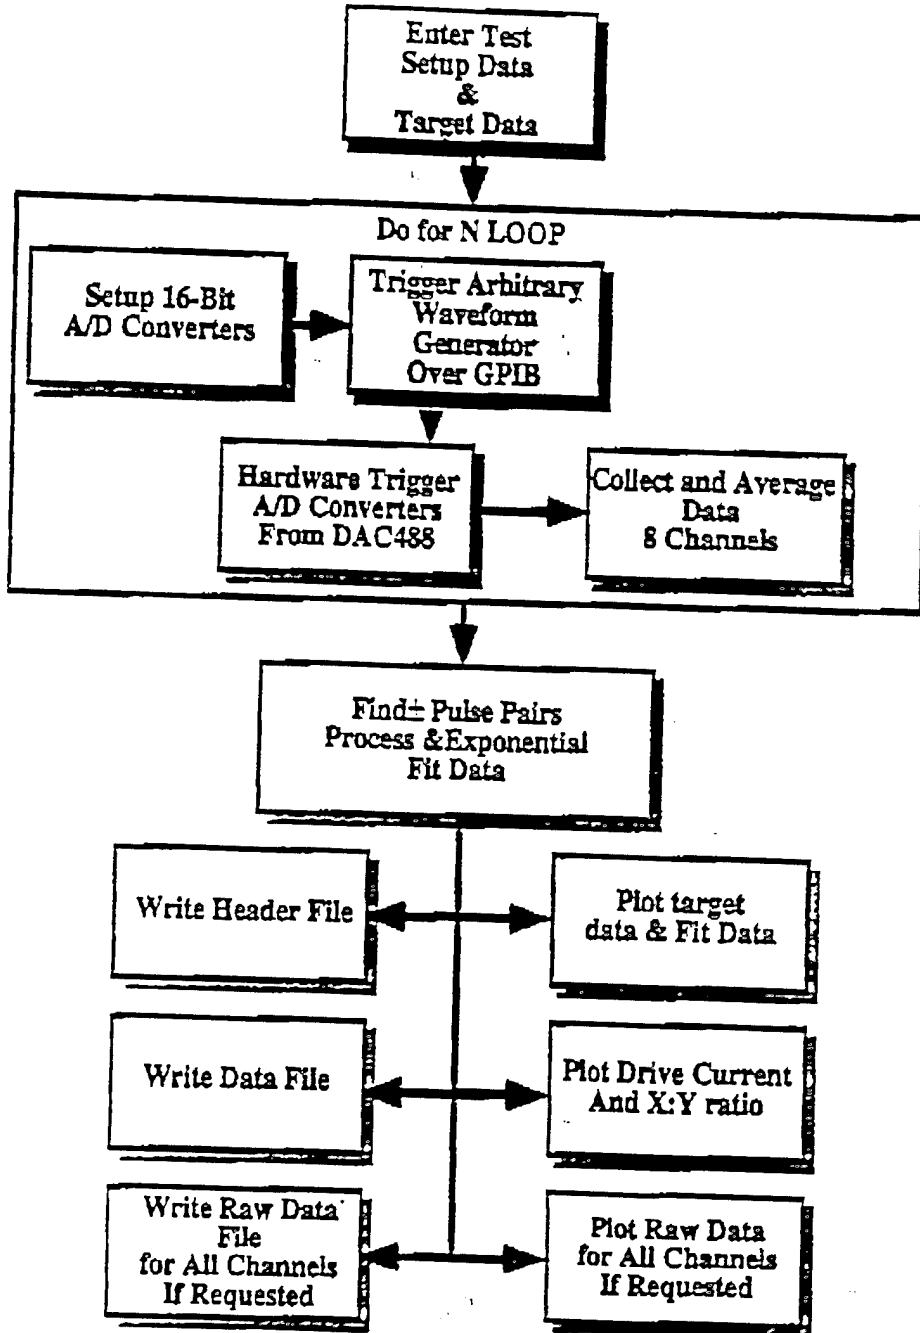 Enter Test
Setup Data
&
Target Data
Do for N LOOP
Setup 16-Bit
A/D Converters
Trigger Arbitrary
Waveform
Generator
Over GPIB
Hardware Trigger
A/D Converters
From DAC488
Collect and Average
Data
8 Channels
Find± Pulse Pairs
Process &Exponential
Fit Data
Write Header File
Plot target
data & Fit Data
Write Data File
Plot Drive Current
And X:Y ratio
Write Raw Data
File
for All Channels
If Requested
Plot Raw Data
for All Channels
If Requested